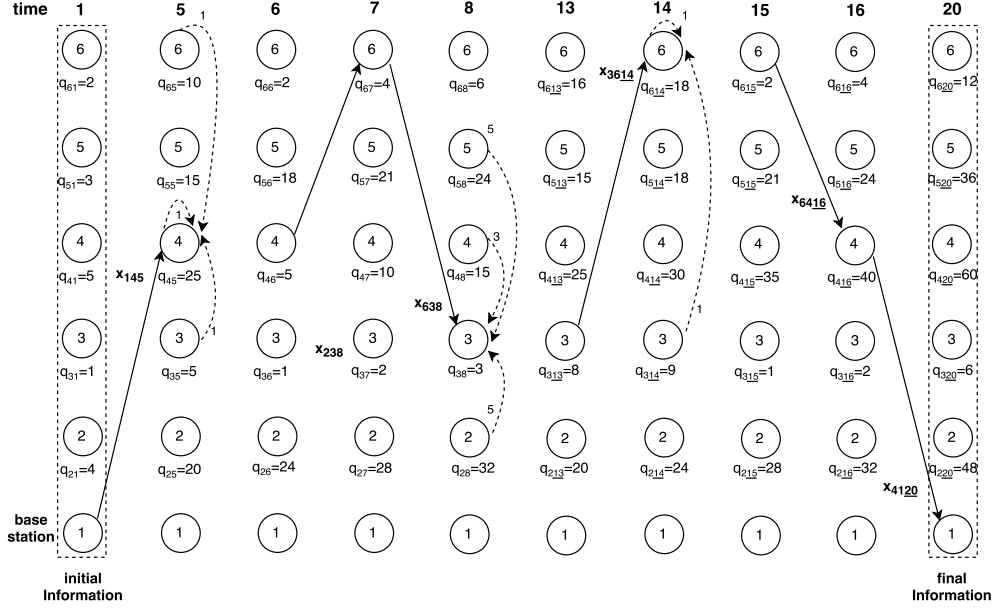 time 1 5 6 7 8 13 14 15 16 20
1 1
6 6 6 6 6 6 6 6 6 6
x3614
q61=2 q65=10 q66=2 q67=4 q68=6 q613=16 q614=18 q615=2 q616=4 q620=12
5
5 5 5 5 5 5 5 5 5 5
q51=3 q55=15 q56=18 q57=21 q58=24 q513=15 q514=18 q515=21 q516=24 q520=36
x6416
1 3
4 4 4 4 4 4 4 4 4 4
x145
q41=5 q45=25 q46=5 q47=10 q48=15 q413=25 q414=30 q415=35 q416=40 q420=60
x638
1 1
3 3 3 3 3 3 3 3 3 3
x238
q31=1 q35=5 q36=1 q37=2 q38=3 q313=8 q314=9 q315=1 q316=2 q320=6
5
2 2 2 2 2 2 2 2 2 2
q21=4 q25=20 q26=24 q27=28 q28=32 q213=20 q214=24 q215=28 q216=32 q220=48
x4120
base
station
1 1 1 1 1 1 1 1 1 1
initial
Information
final
Information